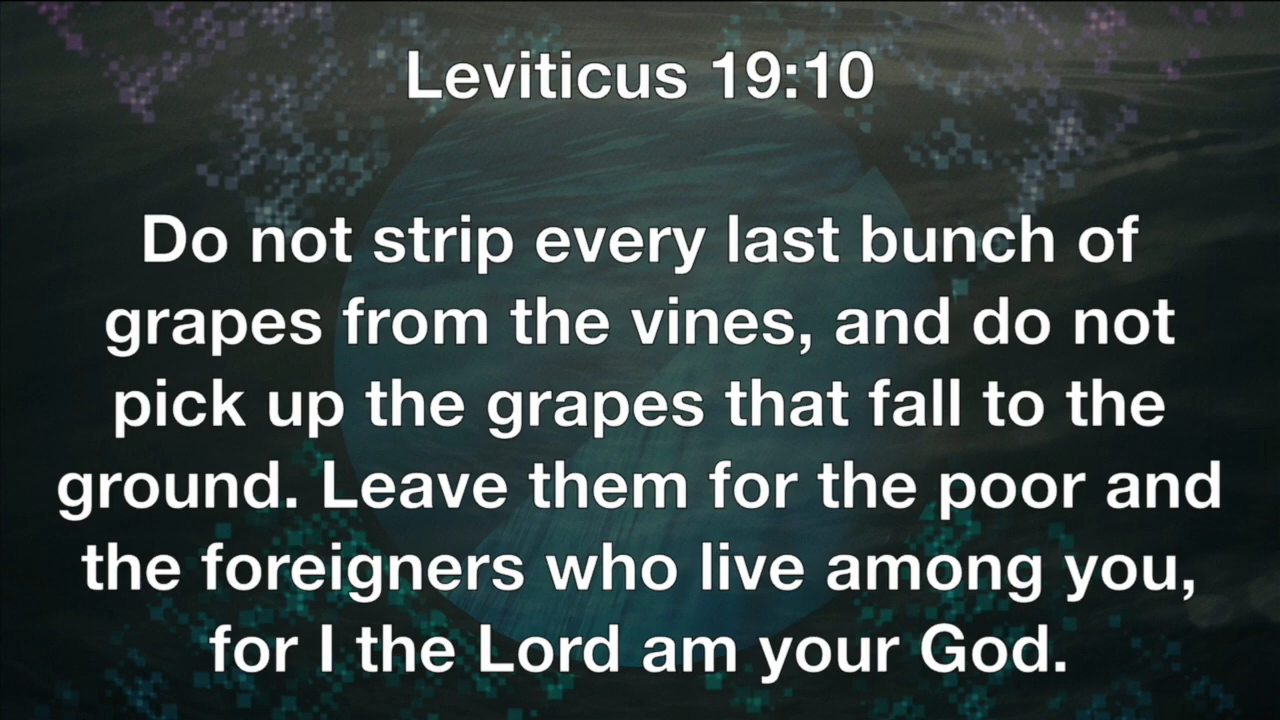 Leviticus 19:10
Do not strip every last bunch of
grapes from the vines, and do not
pick up the grapes that fall to the
ground. Leave them for the poor and
the foreigners who live among you,
for I the Lord am your God.